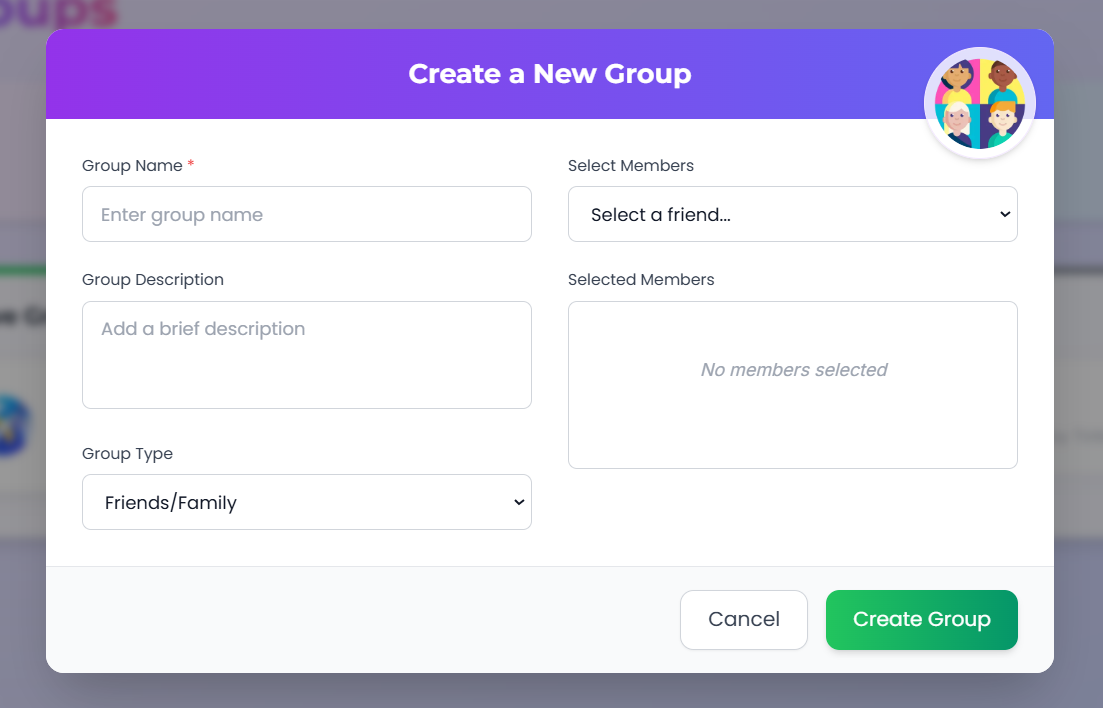 oups
Create a New Group
Group Name *
Enter group name
Group Description
Add a brief description
Group Type
Friends/Family
Select Members
Select a friend...
Selected Members
No members selected
Cancel
Create Group